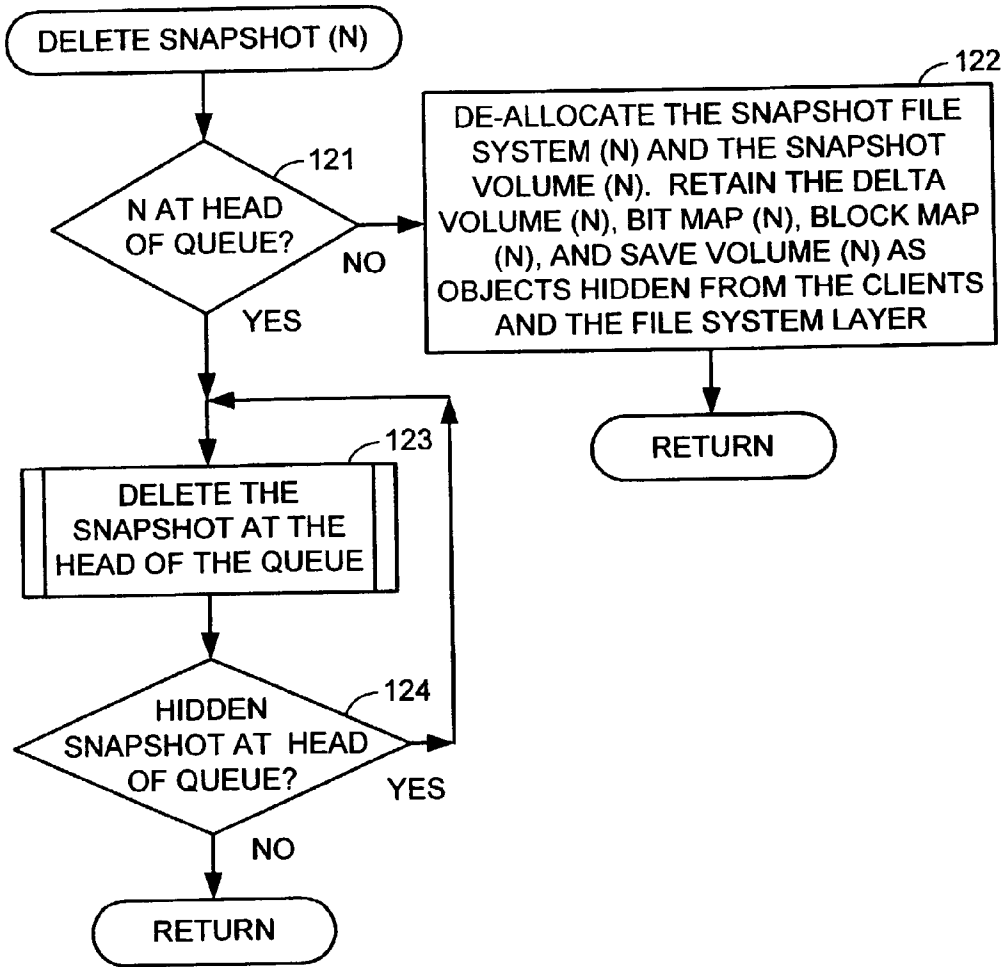 DELETE SNAPSHOT (N)
121
N AT HEAD
OF QUEUE?
NO
YES
122
DE-ALLOCATE THE SNAPSHOT FILE
SYSTEM (N) AND THE SNAPSHOT
VOLUME (N). RETAIN THE DELTA
VOLUME (N), BIT MAP (N), BLOCK MAP
(N), AND SAVE VOLUME (N) AS
OBJECTS HIDDEN FROM THE CLIENTS
AND THE FILE SYSTEM LAYER
RETURN
123
DELETE THE
SNAPSHOT AT THE
HEAD OF THE QUEUE
124
HIDDEN
SNAPSHOT AT HEAD
OF QUEUE?
YES
NO
RETURN